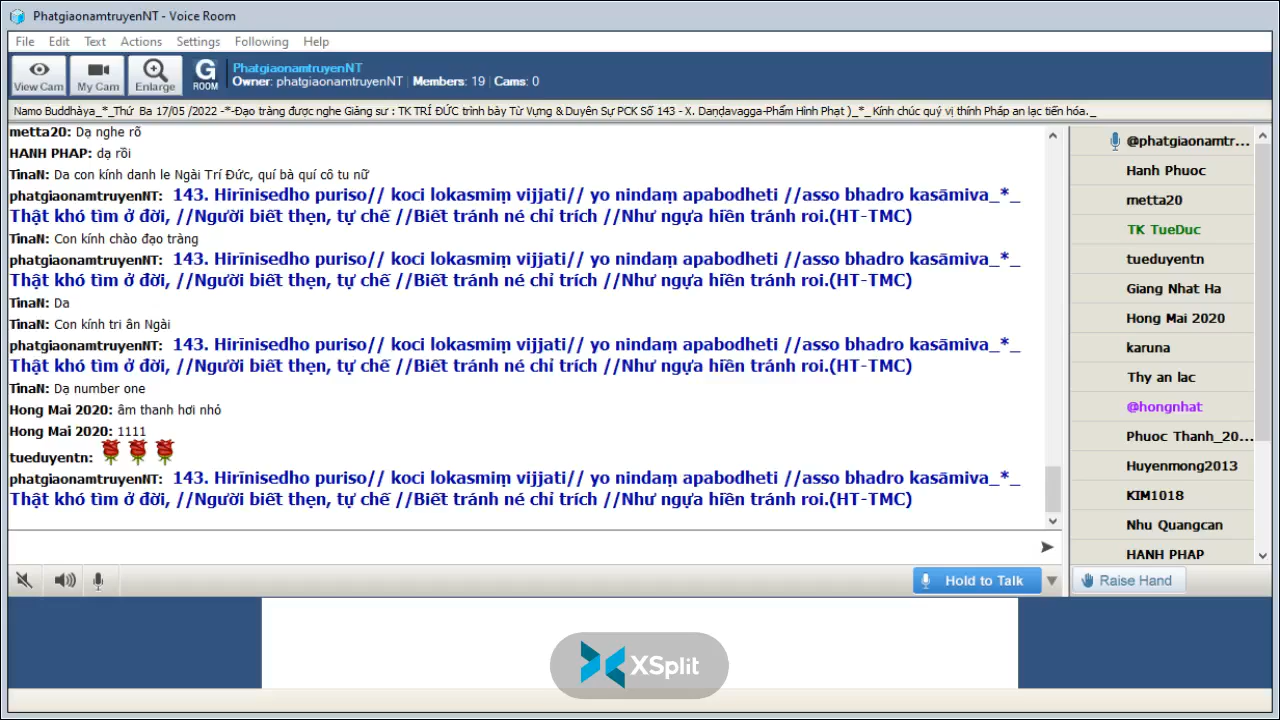 PhatgiaonamtruyenNT - Voice Room
File Edit Text Actions Settings Following Help
View Cam My Cam Enlarge G ROOM
PhatgiaonamtruyenNT
Owner: phatgiaonamtruyenNT | Members: 19 | Cams: 0
Namo Buddhàya_*_Thứ Ba 17/05 /2022 -*-Đạo tràng được nghe Giảng sư : TK TRÍ ĐỨC trình bày Từ Vựng & Duyên Sự PCK Số 143 - X. Daṇḍavagga-Phẩm Hình Phạt )_*_ Kính chúc quý vị thính Pháp an lạc tiến hóa._
metta20: Dạ nghe rõ
HANH PHAP: dạ rồi
TinaN: Da con kính danh le Ngài Trí Đức, quí bà quí cô tu nữ
phatgiaonamtruyenNT: 143. Hirīnisedho puriso// koci lokasmiṃ vijjati// yo nindaṃ apabodheti //asso bhadro kasāmiva_*_
Thật khó tìm ở đời, //Người biết thẹn, tự chế //Biết tránh né chỉ trích //Như ngựa hiền tránh roi.(HT-TMC)
TinaN: Con kính chào đạo tràng
phatgiaonamtruyenNT: 143. Hirīnisedho puriso// koci lokasmiṃ vijjati// yo nindaṃ apabodheti //asso bhadro kasāmiva_*_
Thật khó tìm ở đời, //Người biết thẹn, tự chế //Biết tránh né chỉ trích //Như ngựa hiền tránh roi.(HT-TMC)
TinaN: Da
TinaN: Con kính tri ân Ngài
phatgiaonamtruyenNT: 143. Hirīnisedho puriso// koci lokasmiṃ vijjati// yo nindaṃ apabodheti //asso bhadro kasāmiva_*_
Thật khó tìm ở đời, //Người biết thẹn, tự chế //Biết tránh né chỉ trích //Như ngựa hiền tránh roi.(HT-TMC)
TinaN: Dạ number one
Hong Mai 2020: âm thanh hơi nhỏ
Hong Mai 2020: 1111
tueduyentn:
phatgiaonamtruyenNT: 143. Hirīnisedho puriso// koci lokasmiṃ vijjati// yo nindaṃ apabodheti //asso bhadro kasāmiva_*_
Thật khó tìm ở đời, //Người biết thẹn, tự chế //Biết tránh né chỉ trích //Như ngựa hiền tránh roi.(HT-TMC)
@phatgiaonamtr...
Hanh Phuoc
metta20
TK TueDuc
tueduyentn
Giang Nhat Ha
Hong Mai 2020
karuna
Thy an lac
@hongnhat
Phuoc Thanh_20...
Huyenmong2013
KIM1018
Nhu Quangcan
HANH PHAP
Hold to Talk
Raise Hand
XSplit